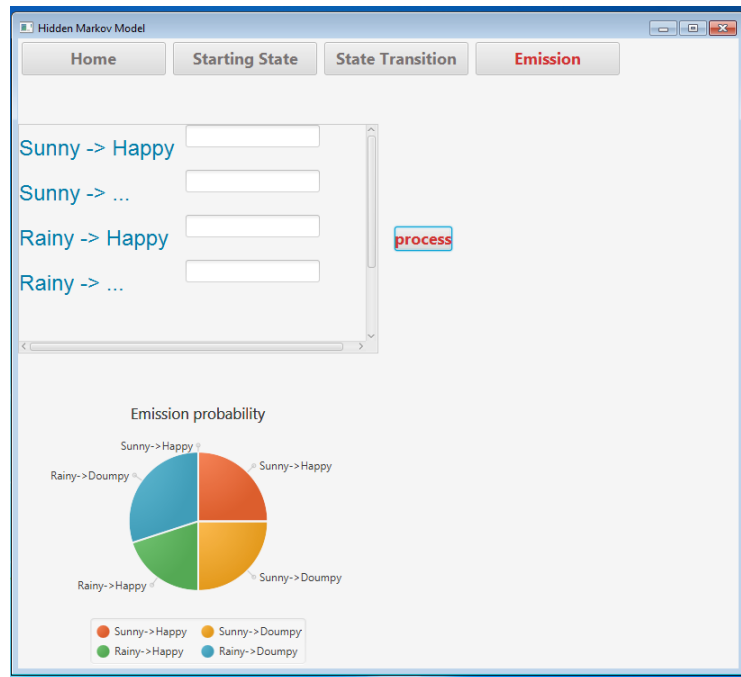 Hidden Markov Model
Home Starting State State Transition Emission
Sunny -> Happy
Sunny -> ...
Rainy -> Happy
process
Rainy -> ...
Emission probability
Sunny->Happy
Sunny->Happy
Rainy->Doumpy
Sunny->Doumpy
Rainy->Happy
Sunny->Happy Sunny->Doumpy
Rainy->Happy Rainy->Doumpy